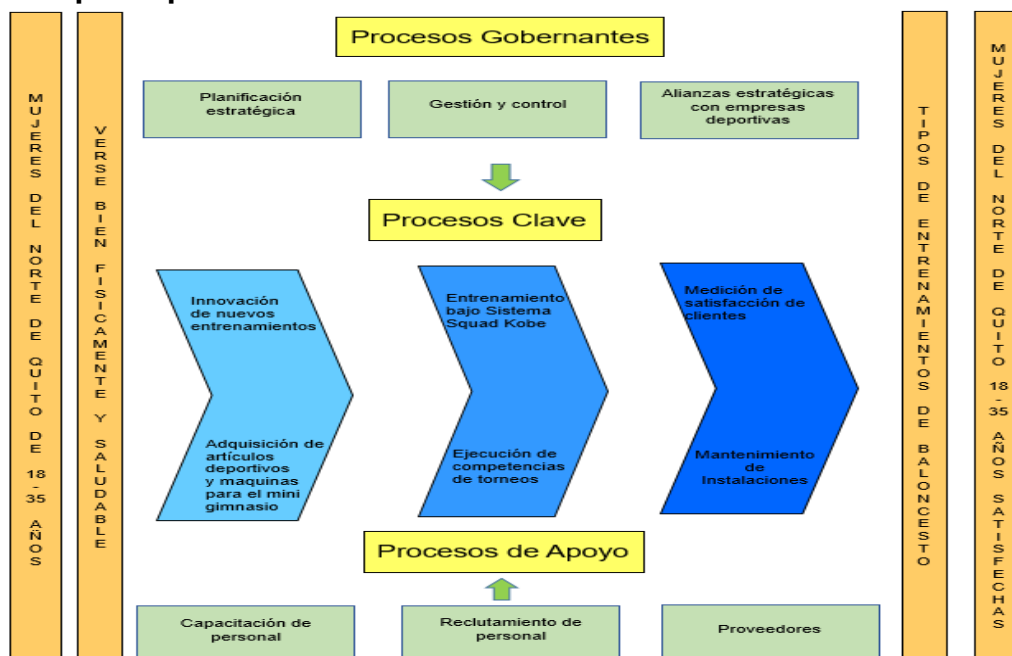 MUJERES DEL NORTE DE QUITO DE 18-35 AÑOS
VERSE BIEN FISICAMENTE Y SALUDABLE
Procesos Gobernantes
Planificación
estratégica
Gestión y control
Alianzas estratégicas
con empresas
deportivas
Procesos Clave
Innovación
de nuevos
entrenamientos
Adquisición de
artículos
deportivos
y maquinas
para el mini
gimnasio
Entrenamiento
bajo Sistema
Squad Kobe
Ejecución de
competencias
de torneos
Medición de
satisfacción de
clientes
Mantenimiento
de
Instalaciones
Procesos de Apoyo
Capacitación de
personal
Reclutamiento de
personal
Proveedores
TIPOS DE ENTRENAMIENTOS DE BALONCESTO
MUJERES DEL NORTE DE QUITO 18-35 AÑOS SATISFECHAS